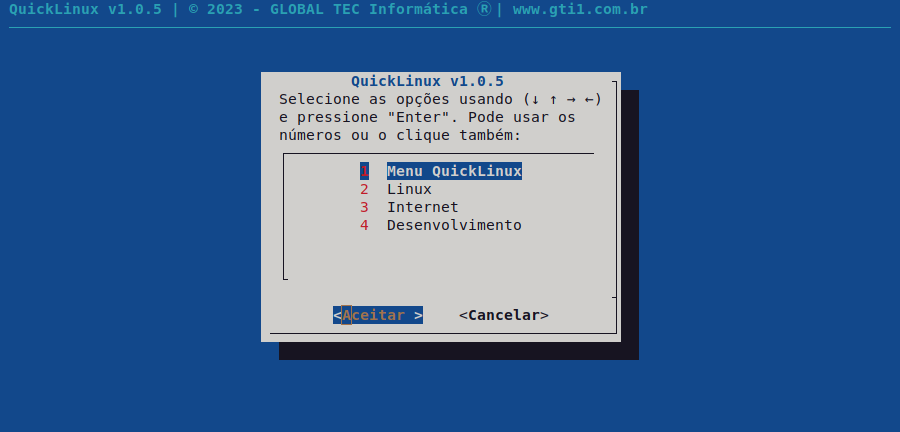 QuickLinux v1.0.5 | © 2023 - GLOBAL TEC Informática Ⓡ| www.gti1.com.br
QuickLinux v1.0.5
Selecione as opções usando (↓ ↑ → ←)
e pressione "Enter". Pode usar os
números ou o clique também:
1 Menu QuickLinux
2 Linux
3 Internet
4 Desenvolvimento
<Aceitar > <Cancelar>